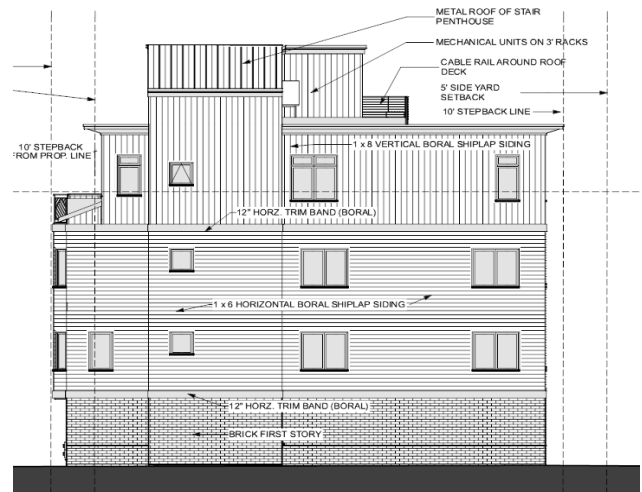 METAL ROOF OF STAIR
PENTHOUSE
MECHANICAL UNITS ON 3' RACKS
CABLE RAIL AROUND ROOF
DECK
5' SIDE YARD
SETBACK
10' STEPBACK LINE
10' STEPBACK
FROM PROP. LINE
1 x 8 VERTICAL BORAL SHIPLAP SIDING
12" HORZ. TRIM BAND (BORAL)
1 x 6 HORIZONTAL BORAL SHIPLAP SIDING
12" HORZ. TRIM BAND (BORAL)
BRICK FIRST STORY